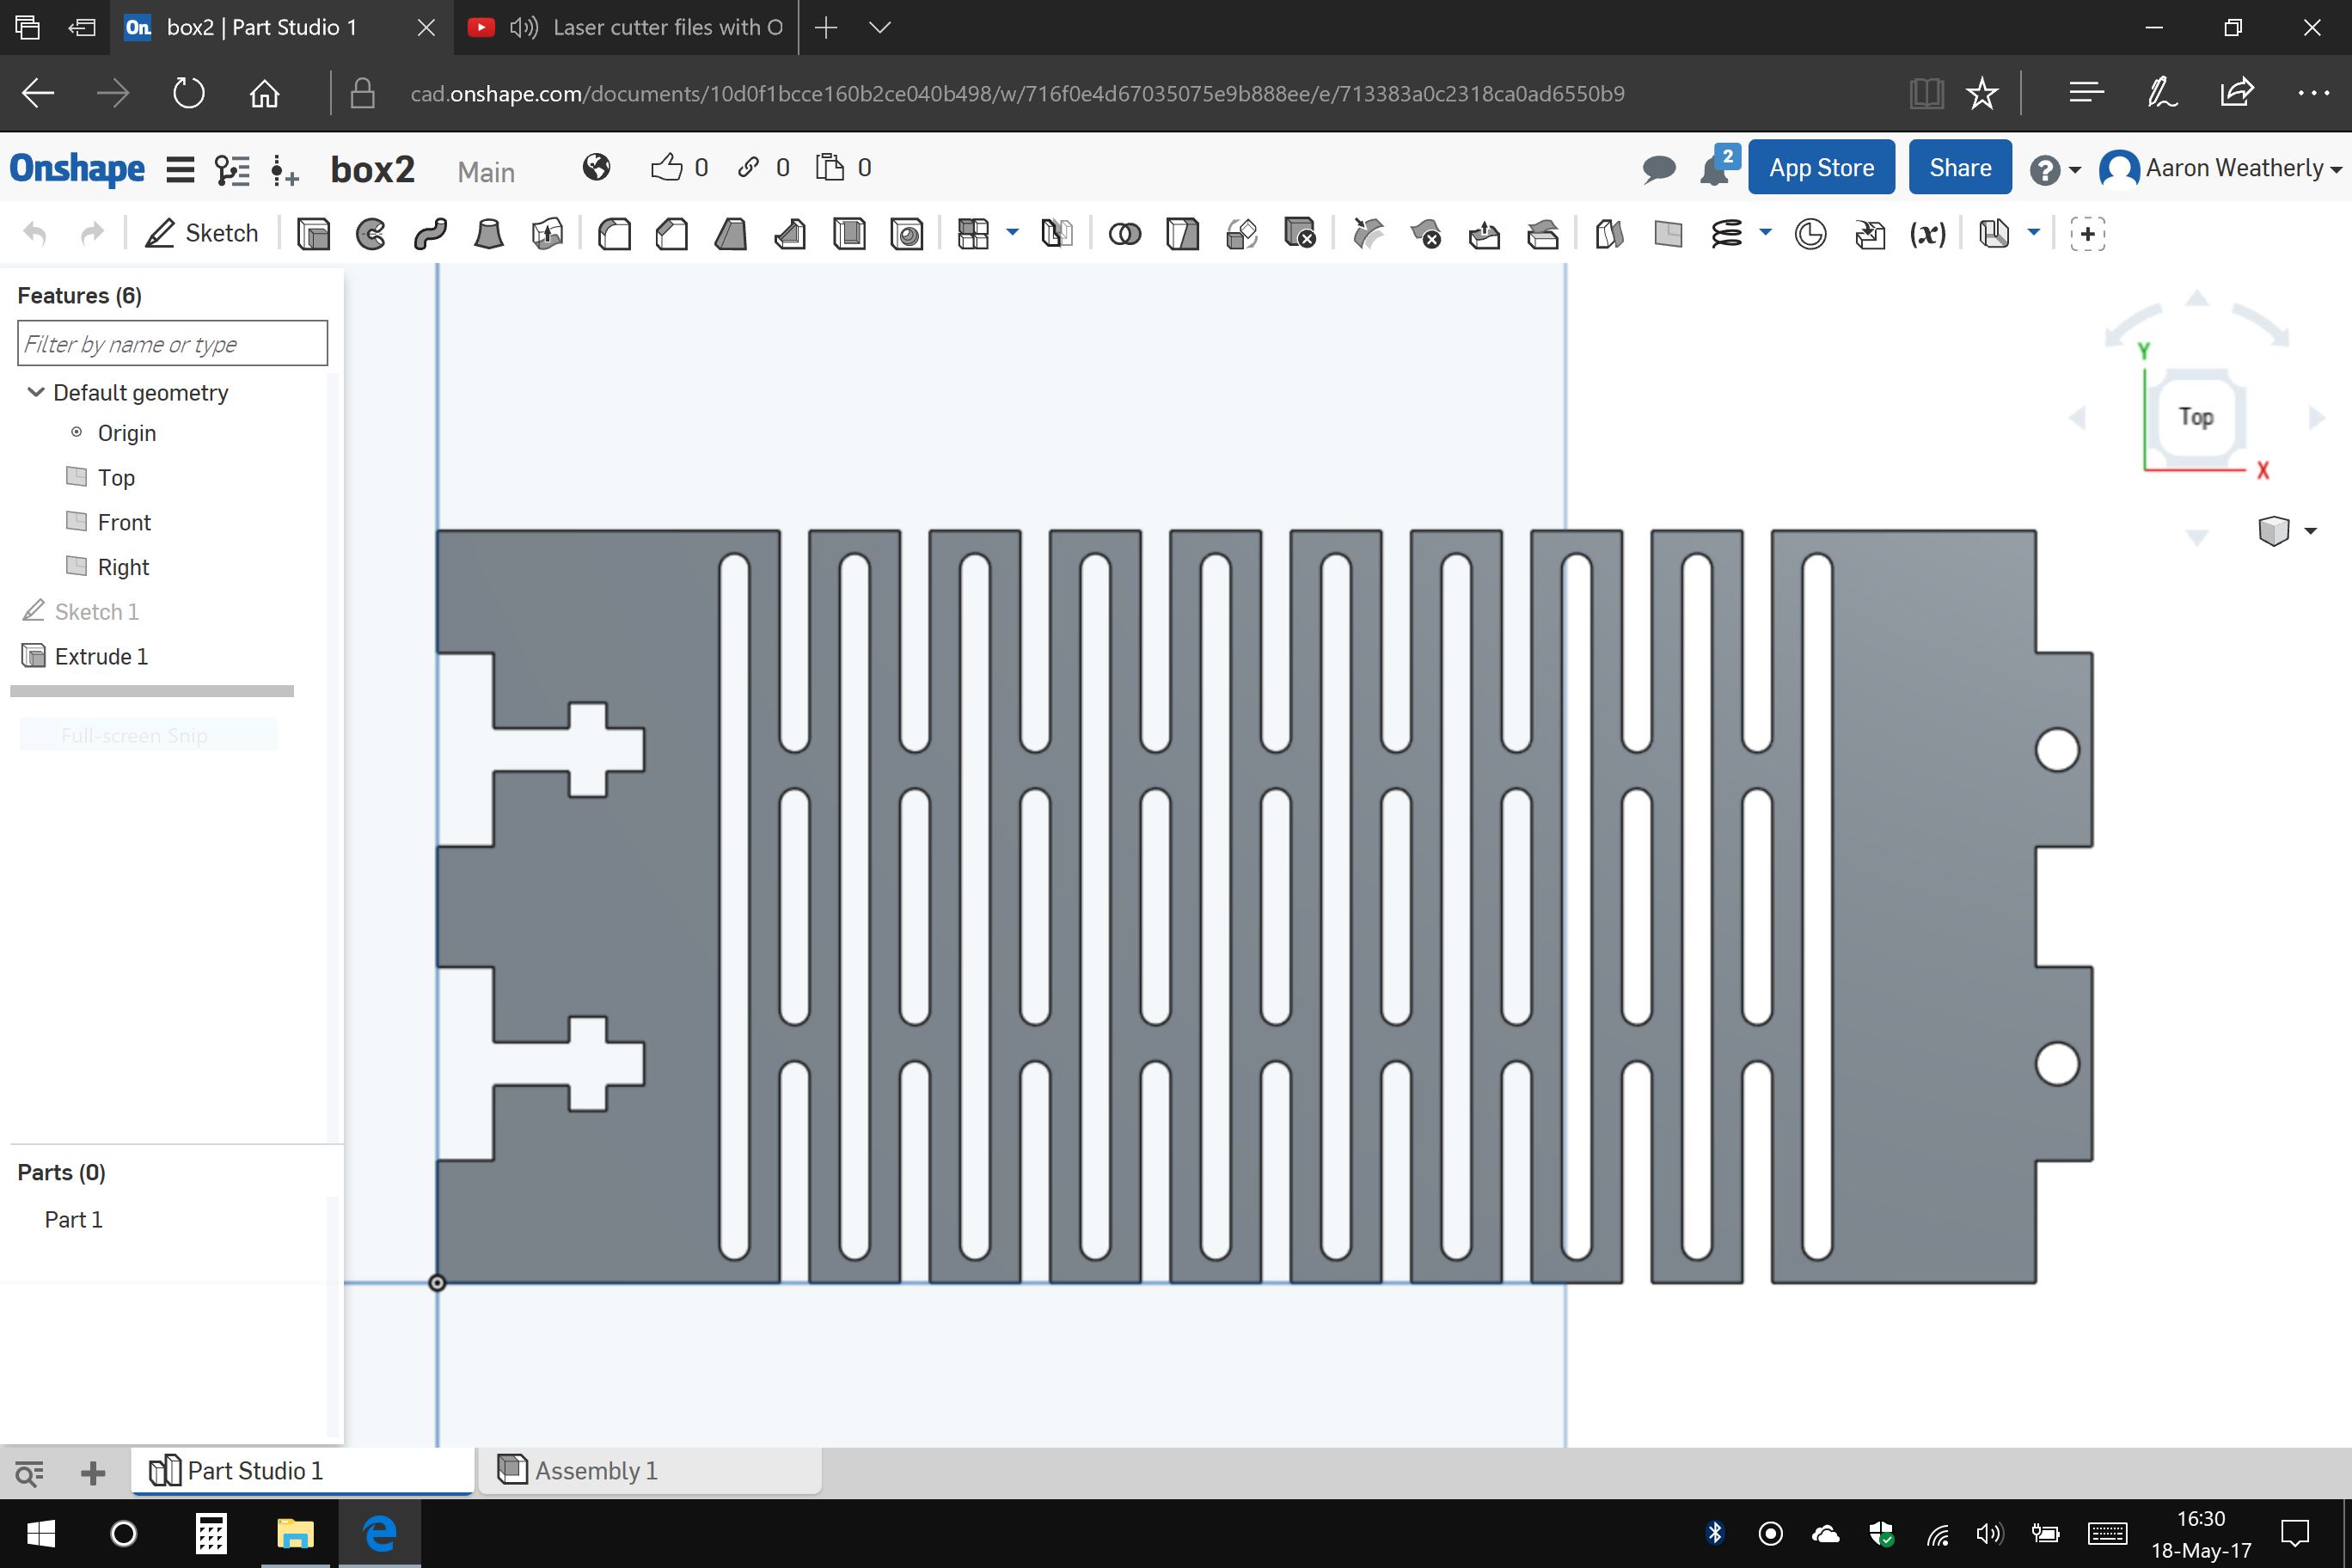 On box2 | Part Studio 1
Laser cutter files with O
cad.onshape.com/documents/10d0f1bcce160b2ce040b498/w/716f0e4d67035075e9b888ee/e/713383a0c2318ca0ad6550b9
Onshape box2 Main 0 0 0 2 App Store Share ? Aaron Weatherly
Sketch (x)
Features (6)
Filter by name or type
Default geometry
Origin
Top
Front
Right
Sketch 1
Extrude 1
Full-screen Snip
Y
Top
X
Parts (0)
Part 1
Part Studio 1
Assembly 1
16:30
18-May-17